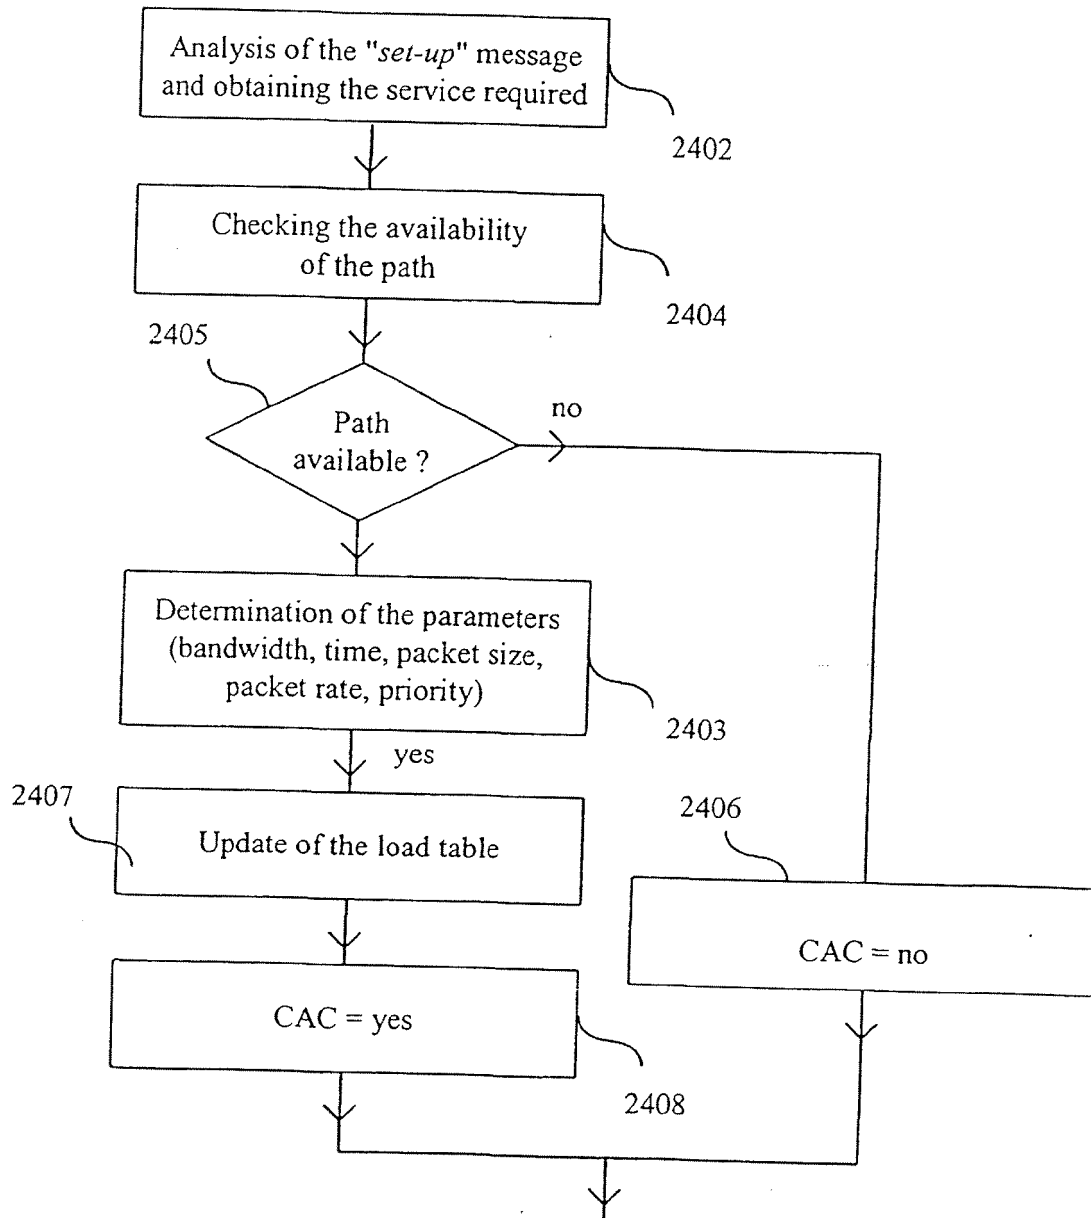 Analysis of the "set-up" message
and obtaining the service required
2402
Checking the availability
of the path
2404
2405
Path
available ?
no
Determination of the parameters
(bandwidth, time, packet size,
packet rate, priority)
2403
yes
2407
Update of the load table
2406
CAC = no
CAC = yes
2408